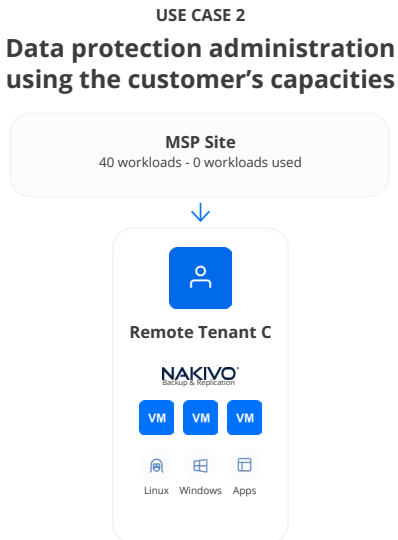 USE CASE 2
Data protection administration
using the customer’s capacities
MSP Site
40 workloads - 0 workloads used
Remote Tenant C
NAKIVO
Backup & Replication
VM VM VM
Linux Windows Apps